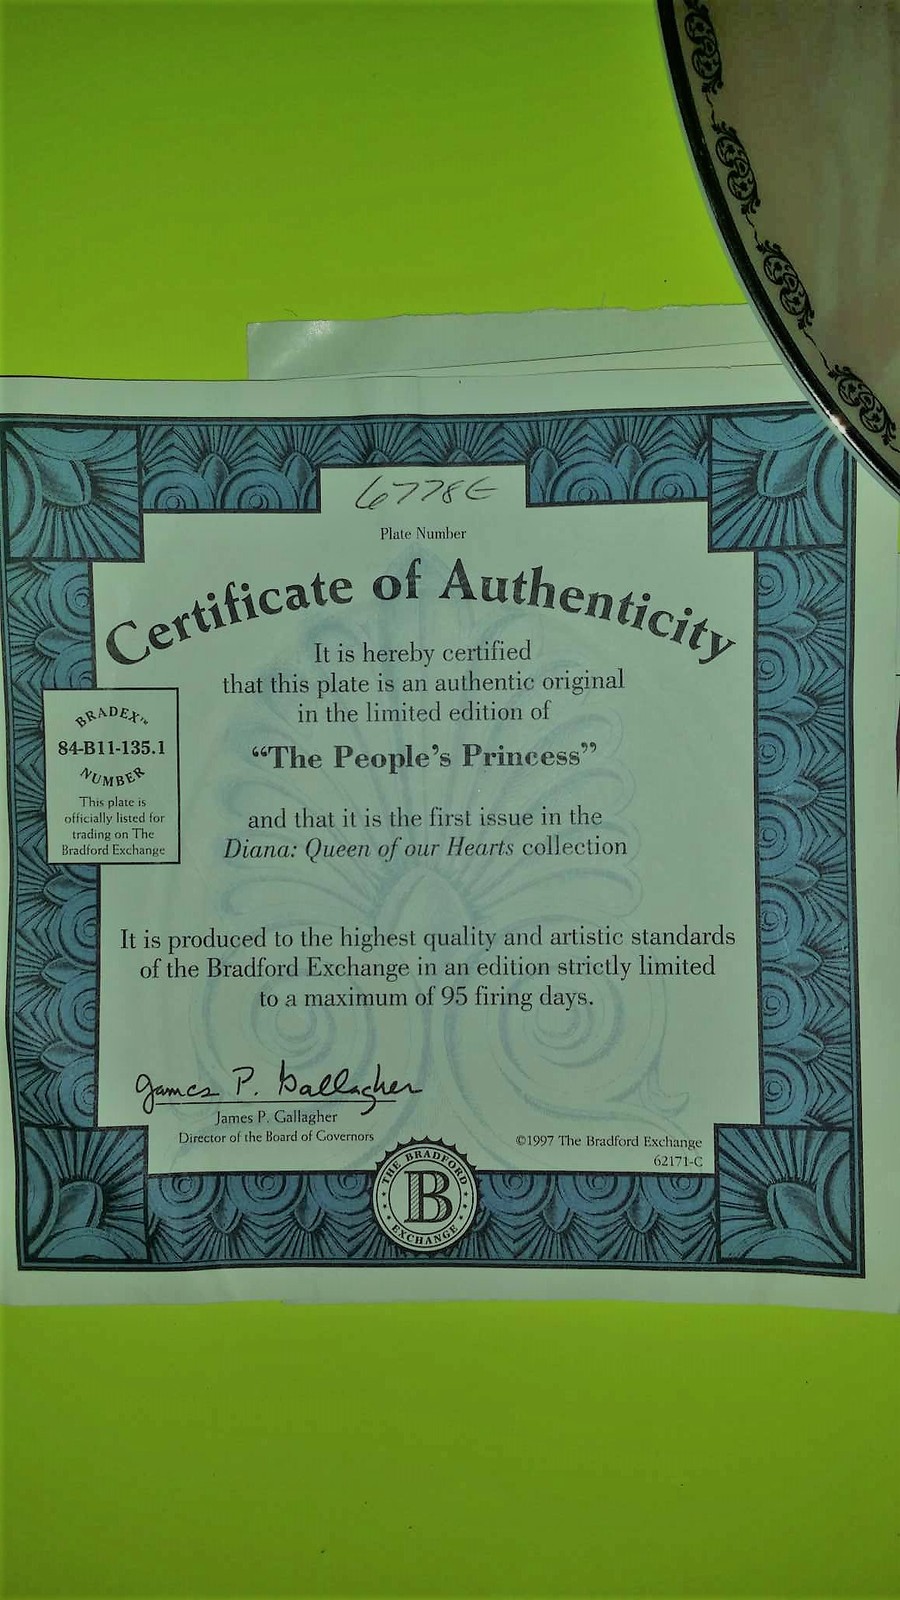 6778E
Plate Number
Certificate of Authenticity
It is hereby certified
that this plate is an authentic original
in the limited edition of
“The People’s Princess”
and that it is the first issue in the
Diana: Queen of our Hearts collection
BRADEX™
84-B11-135.1
NUMBER
This plate is
officially listed for
trading on The
Bradford Exchange
It is produced to the highest quality and artistic standards
of the Bradford Exchange in an edition strictly limited
to a maximum of 95 firing days.
James P. Gallagher
James P. Gallagher
Director of the Board of Governors
©1997 The Bradford Exchange
62171-C
THE BRADFORD
B
EXCHANGE